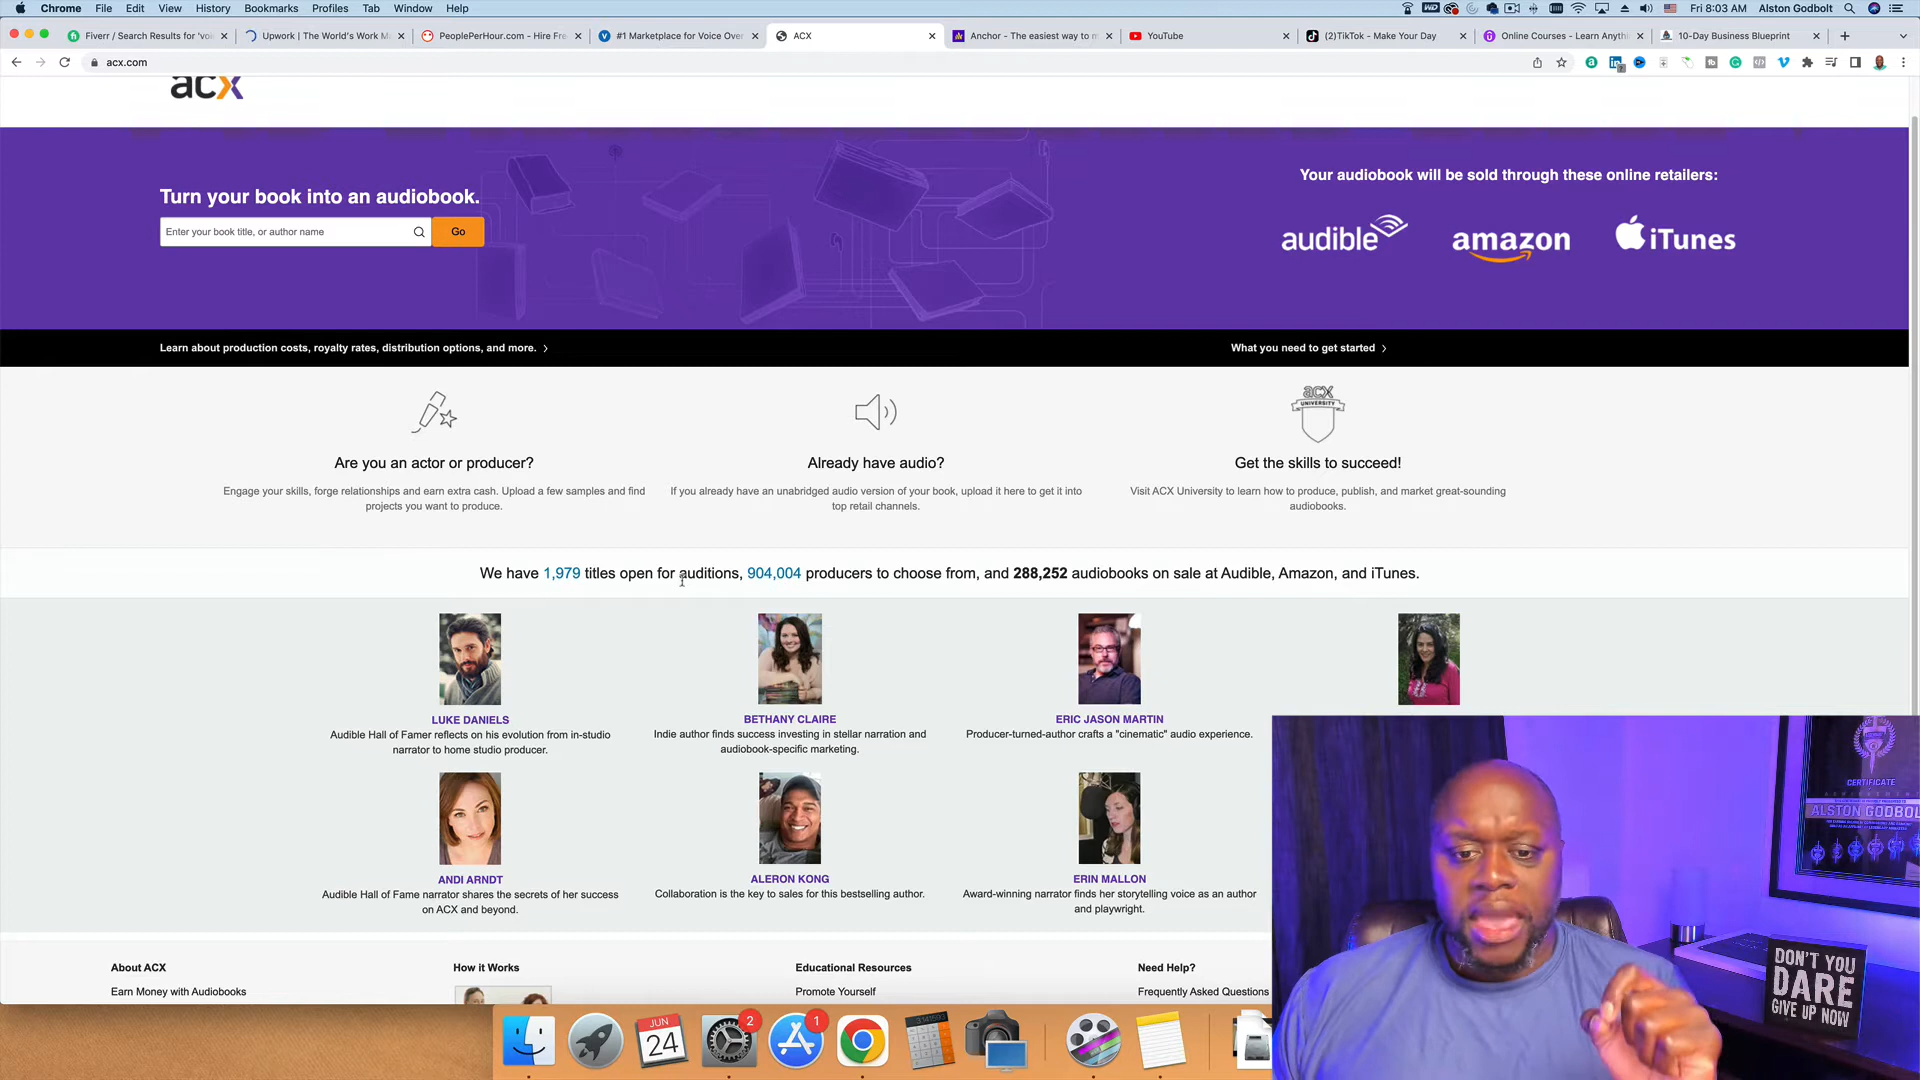 Chrome File Edit View History Bookmarks Profiles Tab Window Help
Fri 8:03 AM Alston Godbolt
Fiverr / Search Results for 'voi
Upwork | The World's Work M
PeoplePerHour.com - Hire Fre
#1 Marketplace for Voice Over
ACX
Anchor - The easiest way to m
YouTube
(2)TikTok - Make Your Day
Online Courses - Learn Anythi
10-Day Business Blueprint
acx.com
acx
Turn your book into an audiobook.
Enter your book title, or author name
Go
Your audiobook will be sold through these online retailers:
audible amazon iTunes
Learn about production costs, royalty rates, distribution options, and more.
What you need to get started
acx
UNIVERSITY
Are you an actor or producer?
Engage your skills, forge relationships and earn extra cash. Upload a few samples and find
projects you want to produce.
Already have audio?
If you already have an unabridged audio version of your book, upload it here to get it into
top retail channels.
Get the skills to succeed!
Visit ACX University to learn how to produce, publish, and market great-sounding
audiobooks.
We have 1,979 titles open for auditions, 904,004 producers to choose from, and 288,252 audiobooks on sale at Audible, Amazon, and iTunes.
LUKE DANIELS
Audible Hall of Famer reflects on his evolution from in-studio
narrator to home studio producer.
BETHANY CLAIRE
Indie author finds success investing in stellar narration and
audiobook-specific marketing.
ERIC JASON MARTIN
Producer-turned-author crafts a "cinematic" audio experience.
ANDI ARNDT
Audible Hall of Fame narrator shares the secrets of her success
on ACX and beyond.
ALERON KONG
Collaboration is the key to sales for this bestselling author.
ERIN MALLON
Award-winning narrator finds her storytelling voice as an author
and playwright.
About ACX
Earn Money with Audiobooks
How it Works
Educational Resources
Promote Yourself
Need Help?
Frequently Asked Questions
CERTIFICATE
ALSTON GODBOL
DON'T YOU
DARE
GIVE UP NOW
JUN
24
2
1